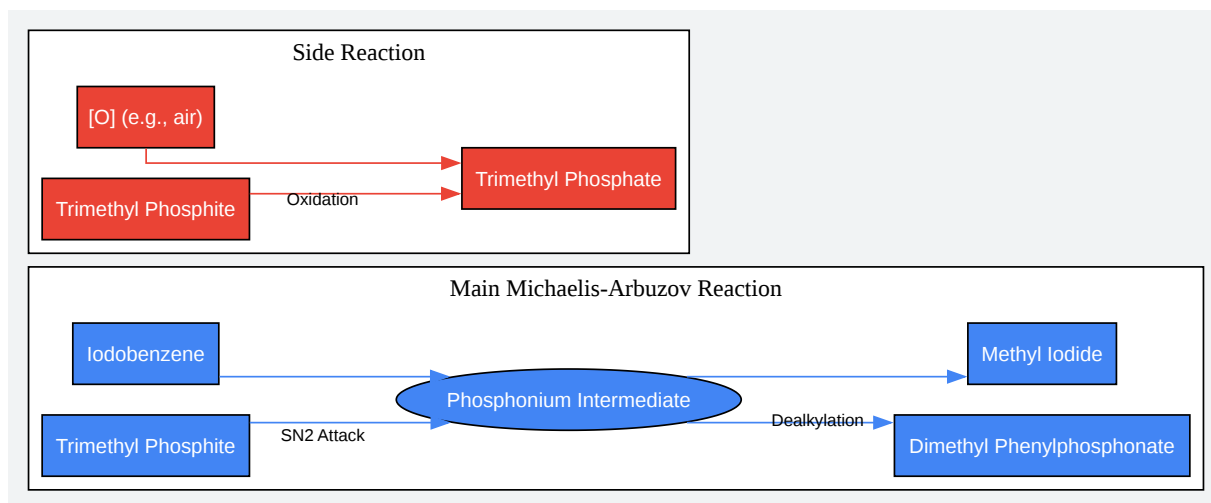 Side Reaction
[O] (e.g., air)
Trimethyl Phosphite
Oxidation
Trimethyl Phosphate
Main Michaelis-Arbuzov Reaction
Iodobenzene
Trimethyl Phosphite
SN2 Attack
Phosphonium Intermediate
Methyl Iodide
Dealkylation
Dimethyl Phenylphosphonate